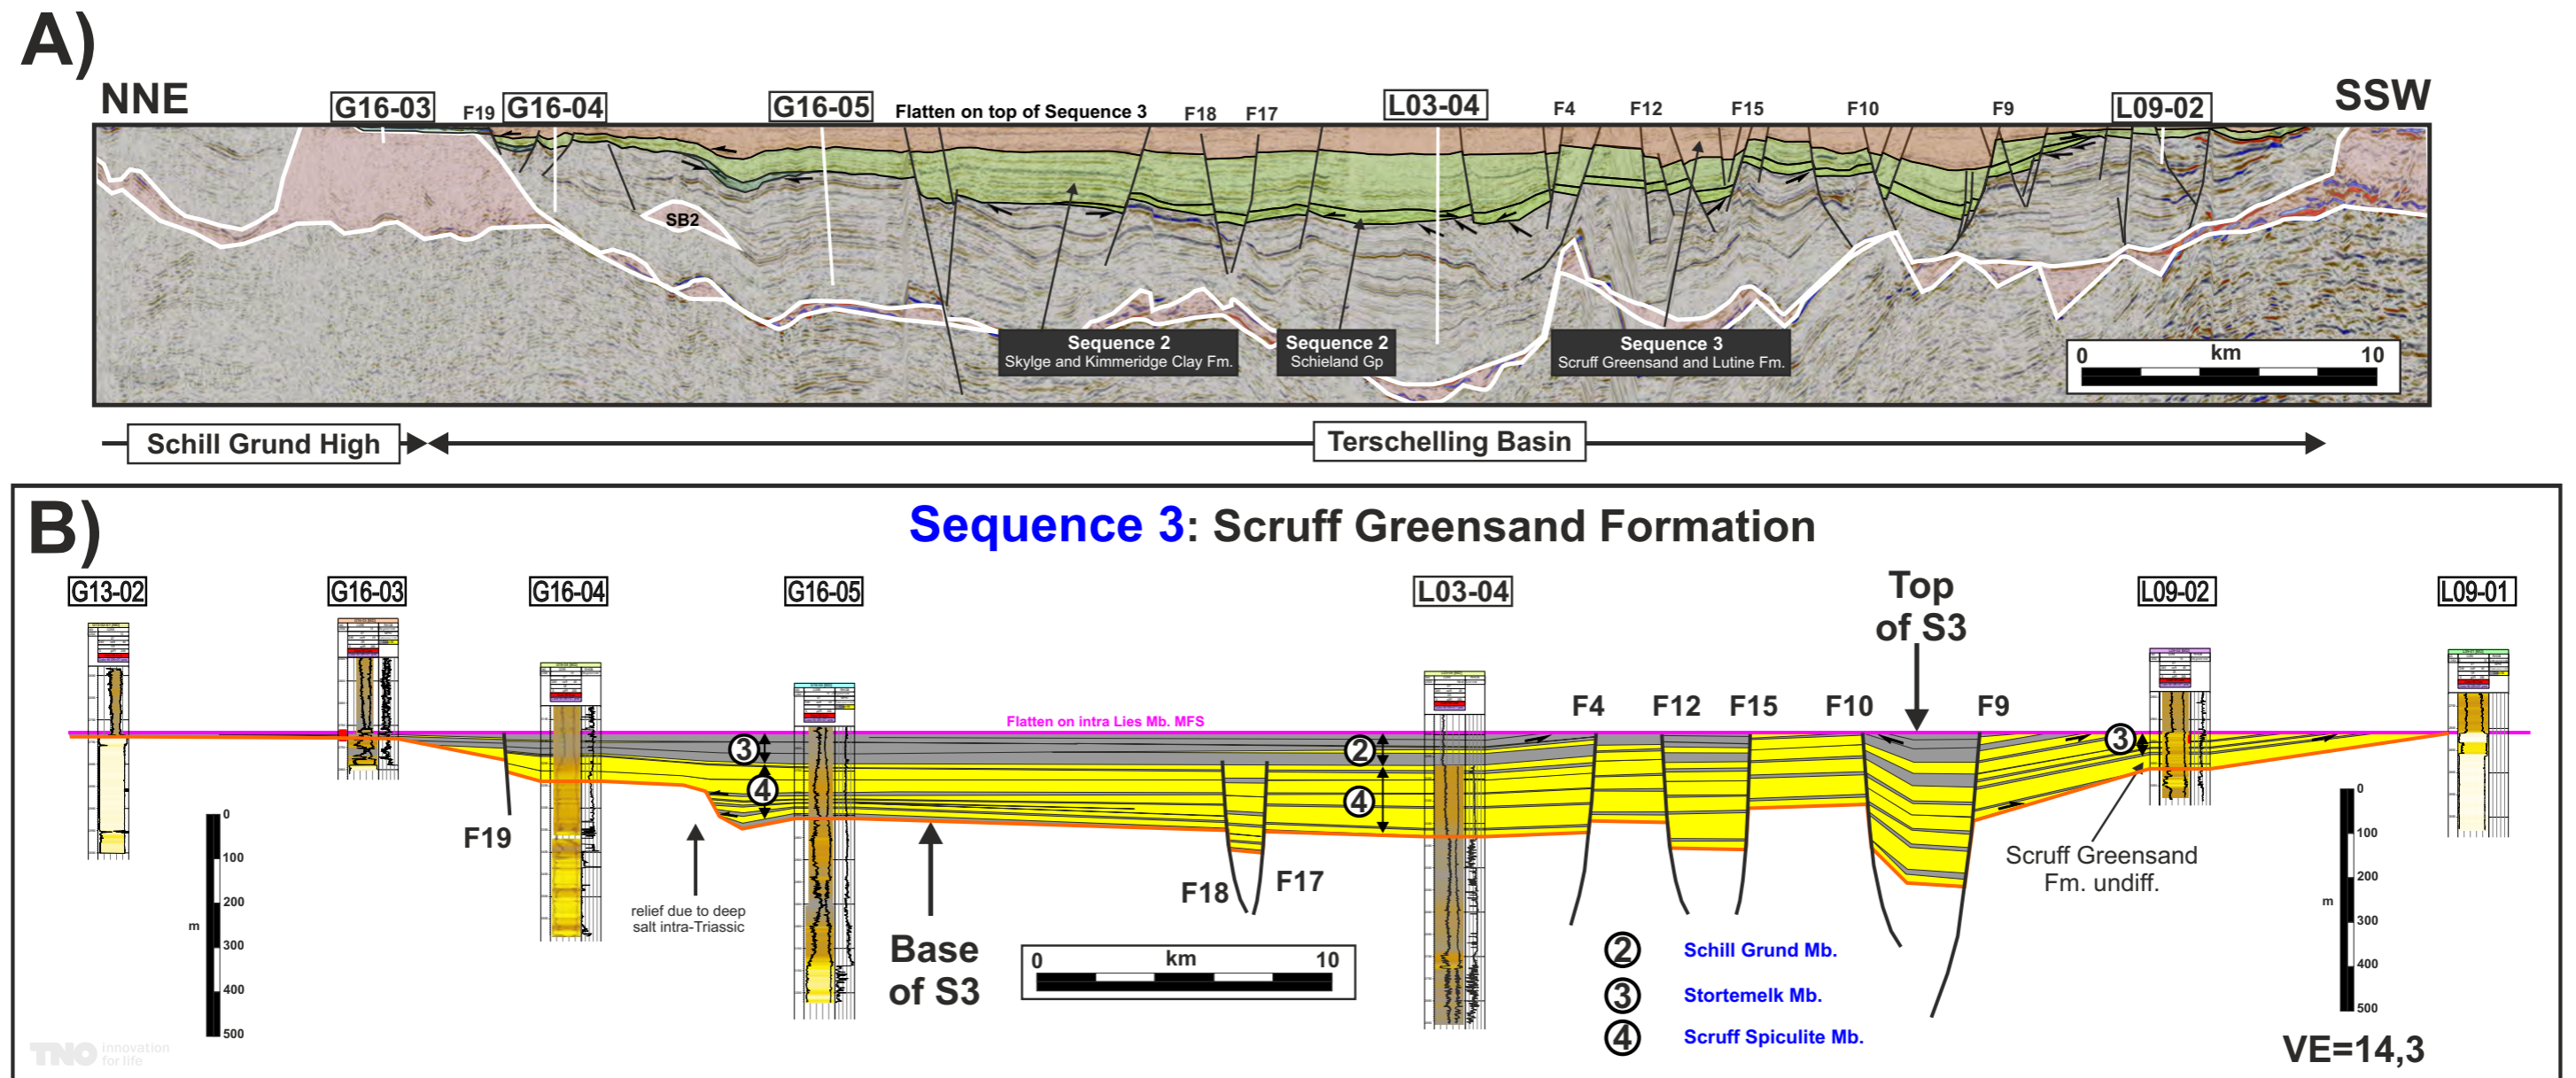 A)
NNE
G16-03
F19
G16-04
G16-05
Flatten on top of Sequence 3
F18
F17
L03-04
F4
F12
F15
F10
F9
L09-02
SSW
SB2
Sequence 2
Skylge and Kimmeridge Clay Fm.
Sequence 2
Schieland Gp
Sequence 3
Scruff Greensand and Lutine Fm.
0 km 10
Schill Grund High
Terschelling Basin
B)
Sequence 3: Scruff Greensand Formation
G13-02
G16-03
G16-04
G16-05
L03-04
Top
of S3
L09-02
L09-01
Flatten on intra Lies Mb. MFS
F4
F12
F15
F10
F9
3
2
3
4
4
F19
F18
F17
relief due to deep
salt intra-Triassic
Base
of S3
Scruff Greensand
Fm. undiff.
0
100
200
m
300
400
500
0 km 10
2 Schill Grund Mb.
3 Stortemelk Mb.
4 Scruff Spiculite Mb.
0
100
200
m
300
400
500
VE=14,3
TNO innovation
for life